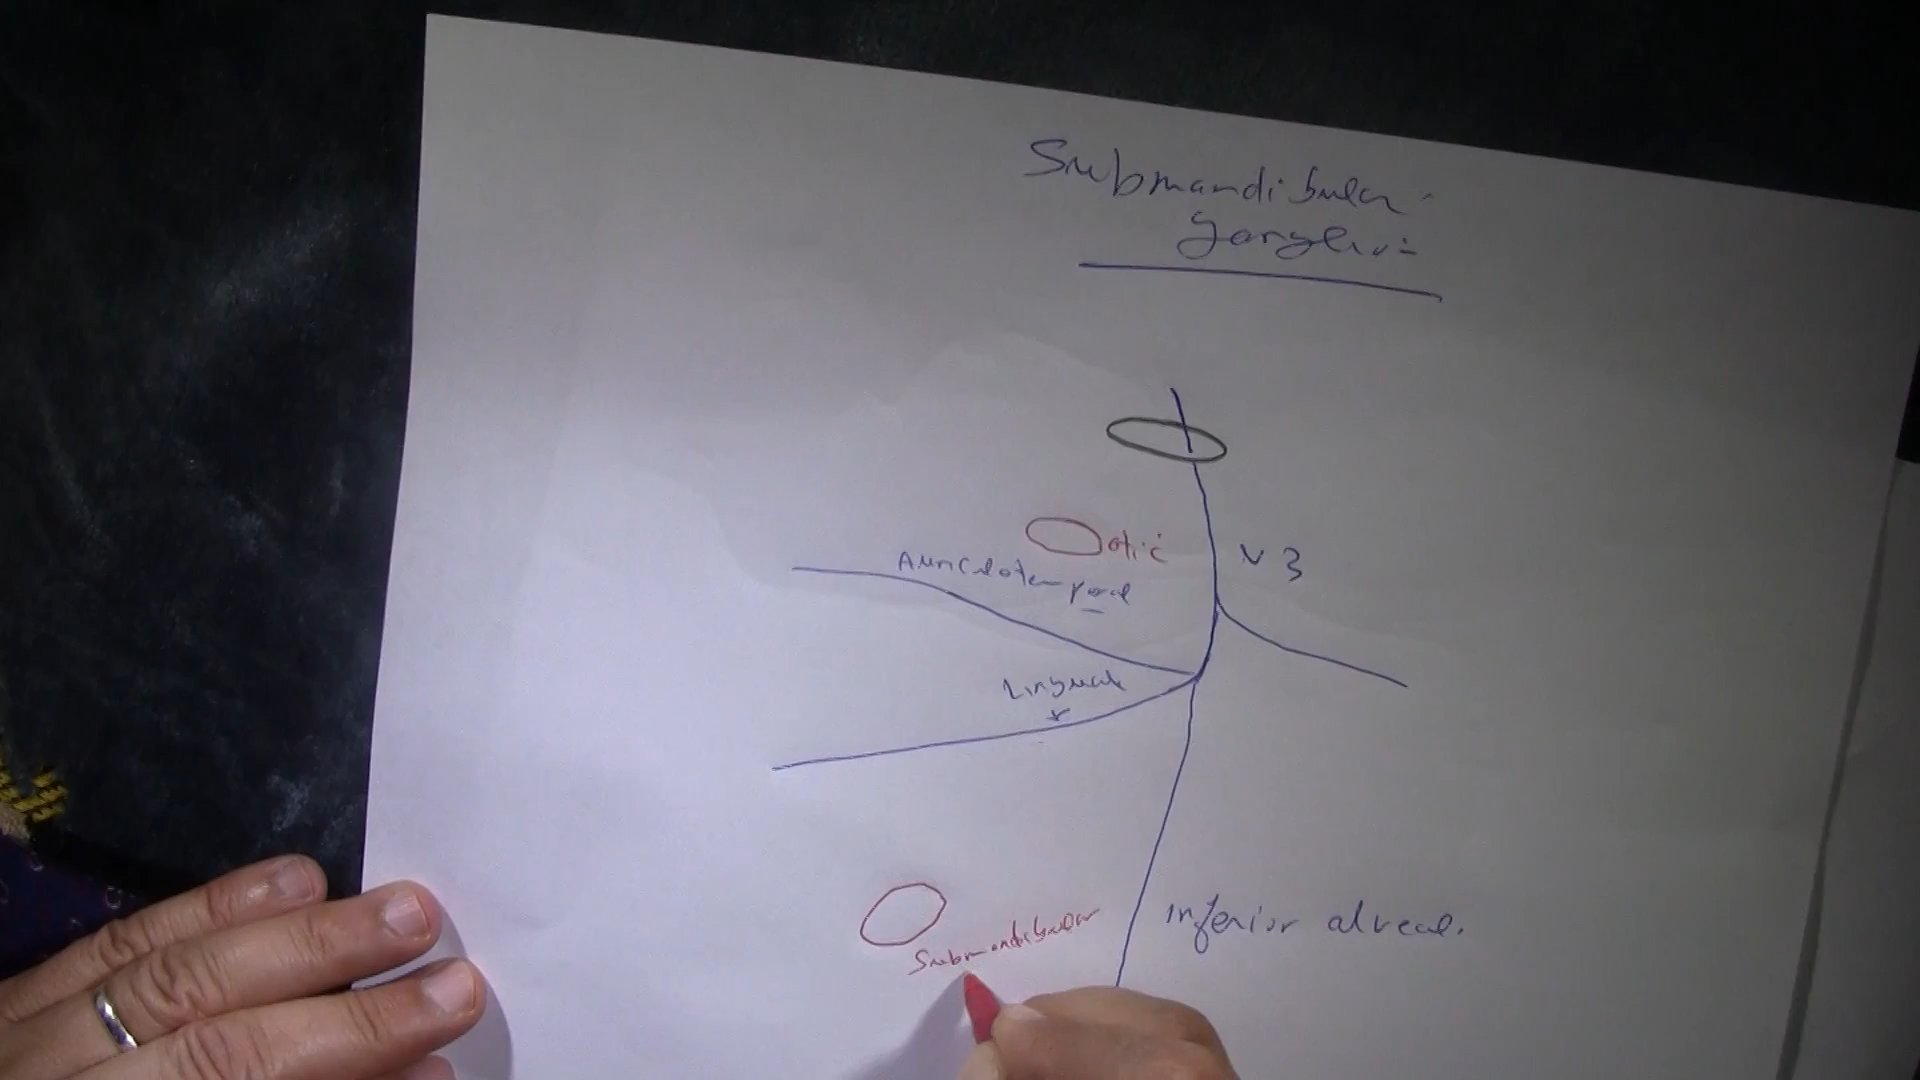 Submandibular
ganglion
otic
V3
Auriculotemporal
Lingual
Inferior alveol.
Submandibular